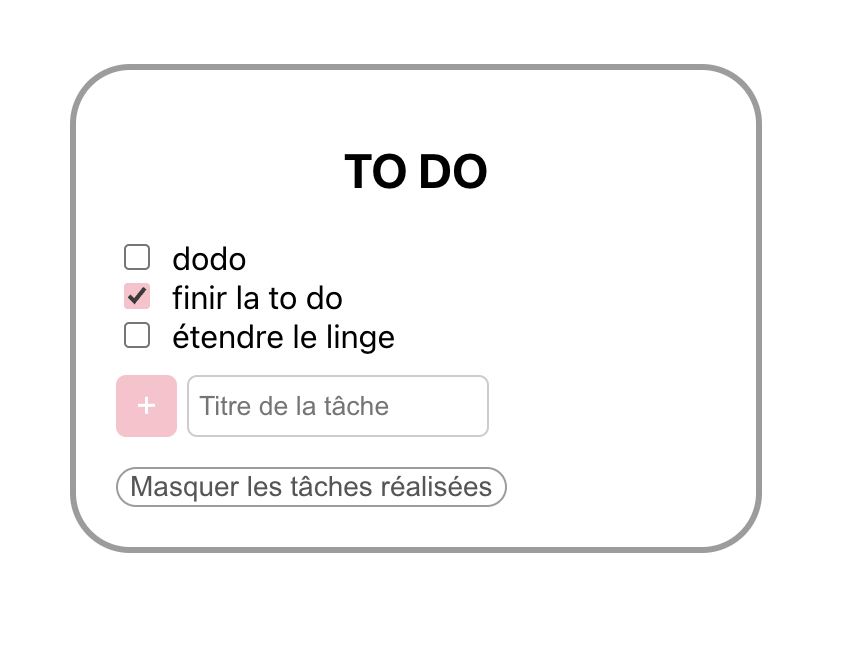 TO DO
dodo
finir la to do
étendre le linge
+ Titre de la tâche
Masquer les tâches réalisées